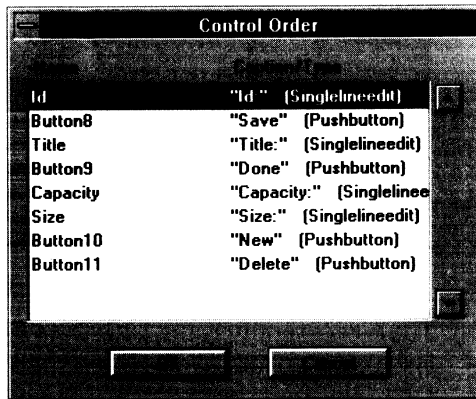 Control Order
Id "Id " (Singlelineedit)
Button8 "Save" (Pushbutton)
Title "Title:" (Singlelineedit)
Button9 "Done" (Pushbutton)
Capacity "Capacity:" (Singlelinee
Size "Size:" (Singlelineedit)
Button10 "New" (Pushbutton)
Button11 "Delete" (Pushbutton)